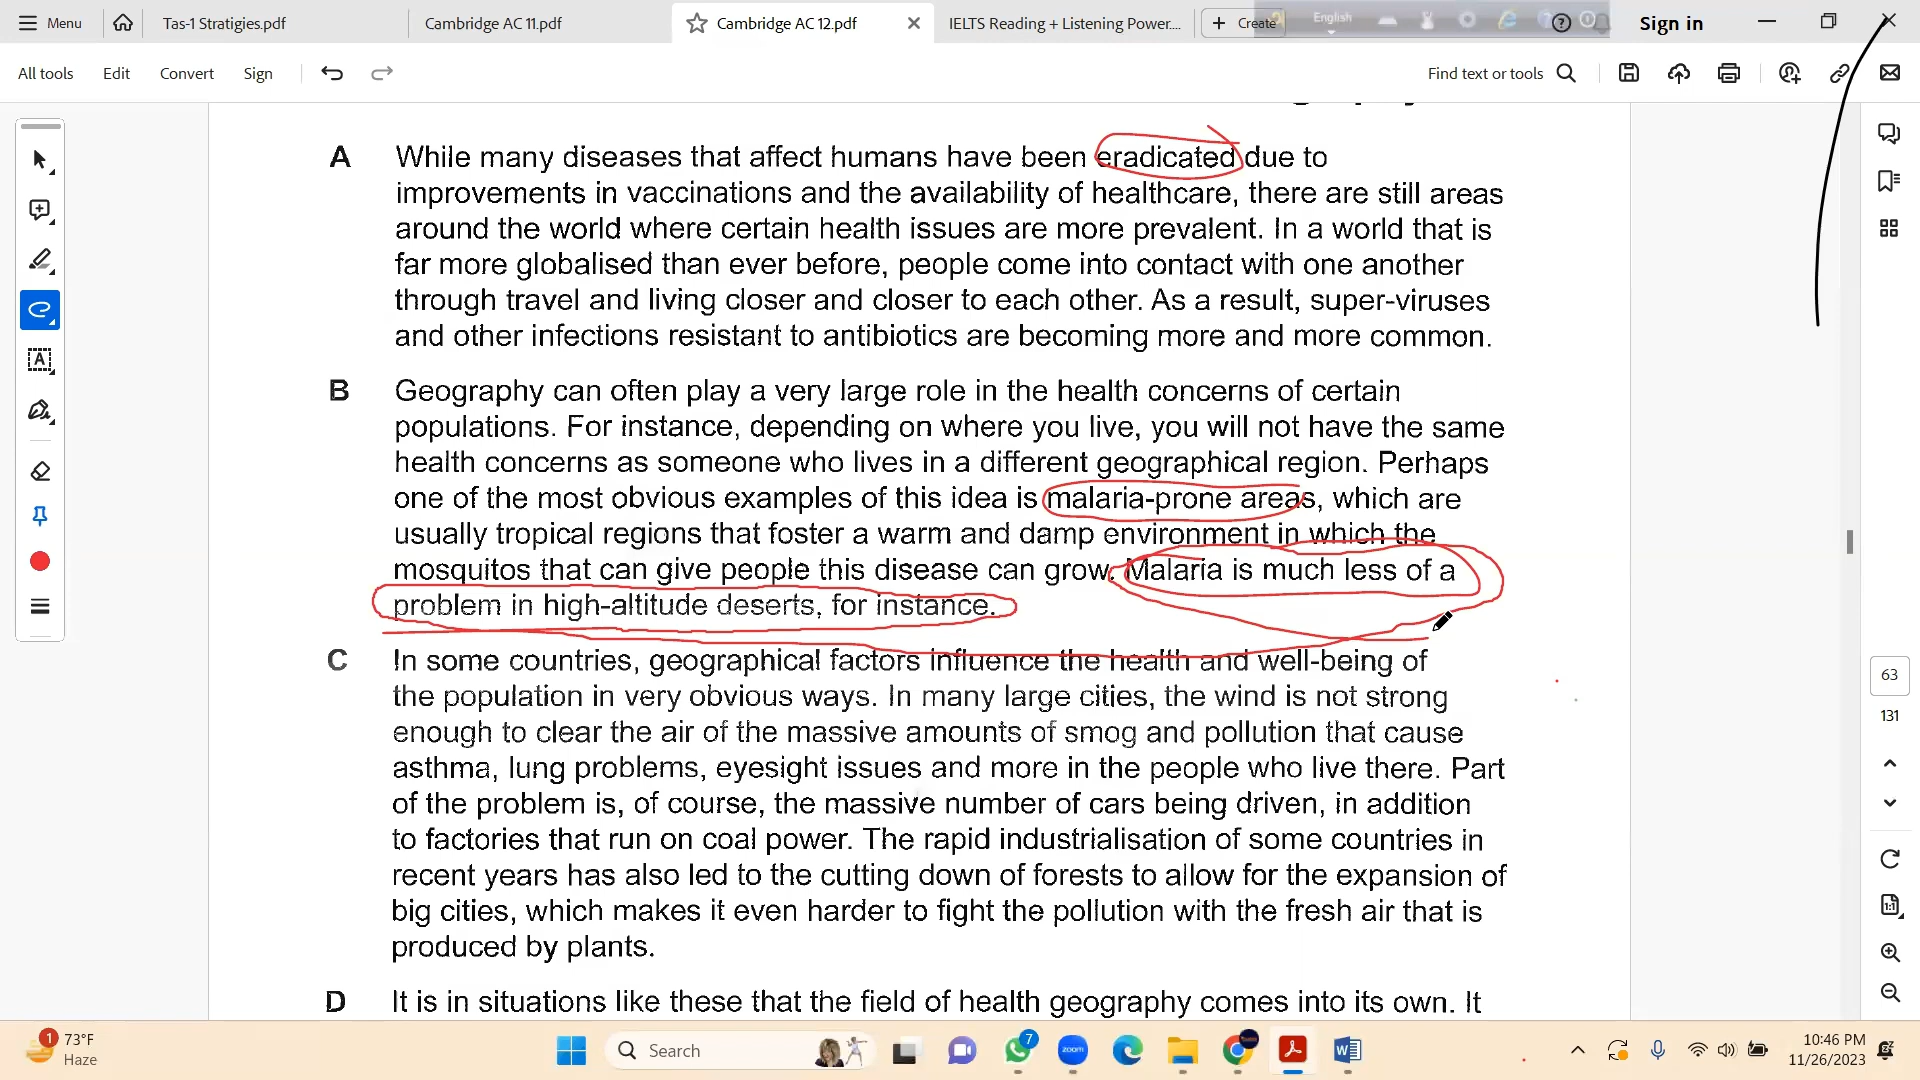 Menu
Tas-1 Stratigies.pdf
Cambridge AC 11.pdf
Cambridge AC 12.pdf
IELTS Reading + Listening Power....
Create
English
Sign in
All tools
Edit
Convert
Sign
Find text or tools
A While many diseases that affect humans have been eradicated due to
improvements in vaccinations and the availability of healthcare, there are still areas
around the world where certain health issues are more prevalent. In a world that is
far more globalised than ever before, people come into contact with one another
through travel and living closer and closer to each other. As a result, super-viruses
and other infections resistant to antibiotics are becoming more and more common.
B Geography can often play a very large role in the health concerns of certain
populations. For instance, depending on where you live, you will not have the same
health concerns as someone who lives in a different geographical region. Perhaps
one of the most obvious examples of this idea is malaria-prone areas, which are
usually tropical regions that foster a warm and damp environment in which the
mosquitos that can give people this disease can grow. Malaria is much less of a
problem in high-altitude deserts, for instance.
C In some countries, geographical factors influence the health and well-being of
the population in very obvious ways. In many large cities, the wind is not strong
enough to clear the air of the massive amounts of smog and pollution that cause
asthma, lung problems, eyesight issues and more in the people who live there. Part
of the problem is, of course, the massive number of cars being driven, in addition
to factories that run on coal power. The rapid industrialisation of some countries in
recent years has also led to the cutting down of forests to allow for the expansion of
big cities, which makes it even harder to fight the pollution with the fresh air that is
produced by plants.
D It is in situations like these that the field of health geography comes into its own. It
63
131
1:1
1
73°F
Haze
Search
7
zoom
10:46 PM
11/26/2023